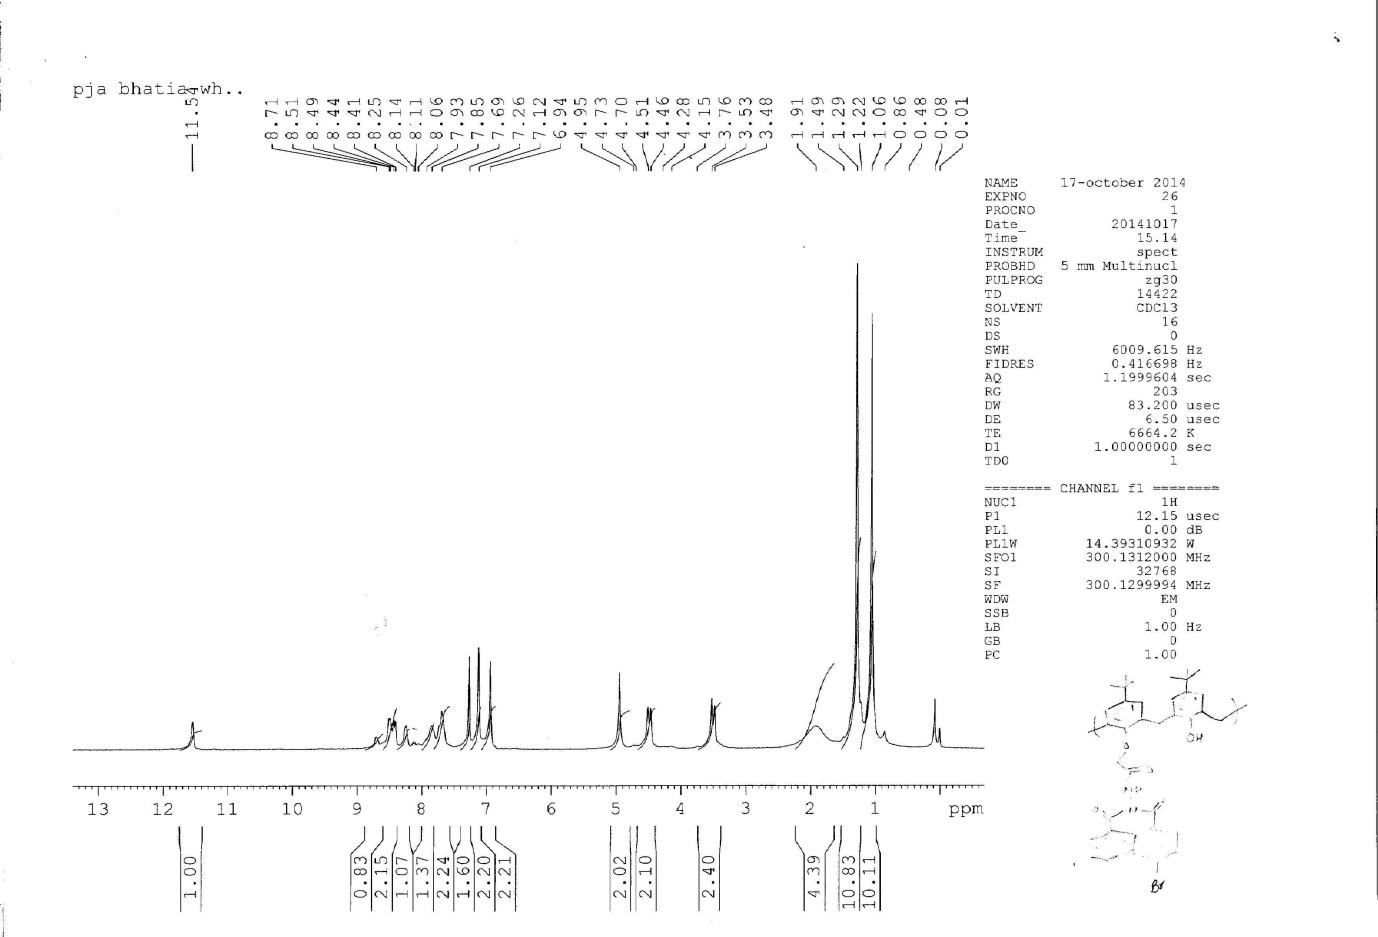 pja bhatia-wh..
11.54
8.71
8.51
8.49
8.44
8.41
8.25
8.14
8.11
8.06
7.93
7.85
7.69
7.26
7.12
6.94
4.95
4.73
4.70
4.51
4.46
4.28
4.15
3.76
3.53
3.48
1.91
1.49
1.29
1.22
1.06
0.86
0.48
0.08
0.01
NAME 17-october 2014
EXPNO 26
PROCNO 1
Date_ 20141017
Time 15.14
INSTRUM spect
PROBHD 5 mm Multinucl
PULPROG zg30
TD 14422
SOLVENT CDCl3
NS 16
DS 0
SWH 6009.615 Hz
FIDRES 0.416698 Hz
AQ 1.1999604 sec
RG 203
DW 83.200 usec
DE 6.50 usec
TE 6664.2 K
D1 1.00000000 sec
TD0 1
======== CHANNEL f1 ========
NUC1 1H
P1 12.15 usec
PL1 0.00 dB
PL1W 14.39310932 W
SFO1 300.1312000 MHz
SI 32768
SF 300.1299994 MHz
WDW EM
SSB 0
LB 1.00 Hz
GB 0
PC 1.00
OH
Br
13 12 11 10 9 8 7 6 5 4 3 2 1 ppm
1.00
0.83
2.15
1.07
1.37
2.24
1.60
2.20
2.21
2.02
2.10
2.40
4.39
10.83
10.11